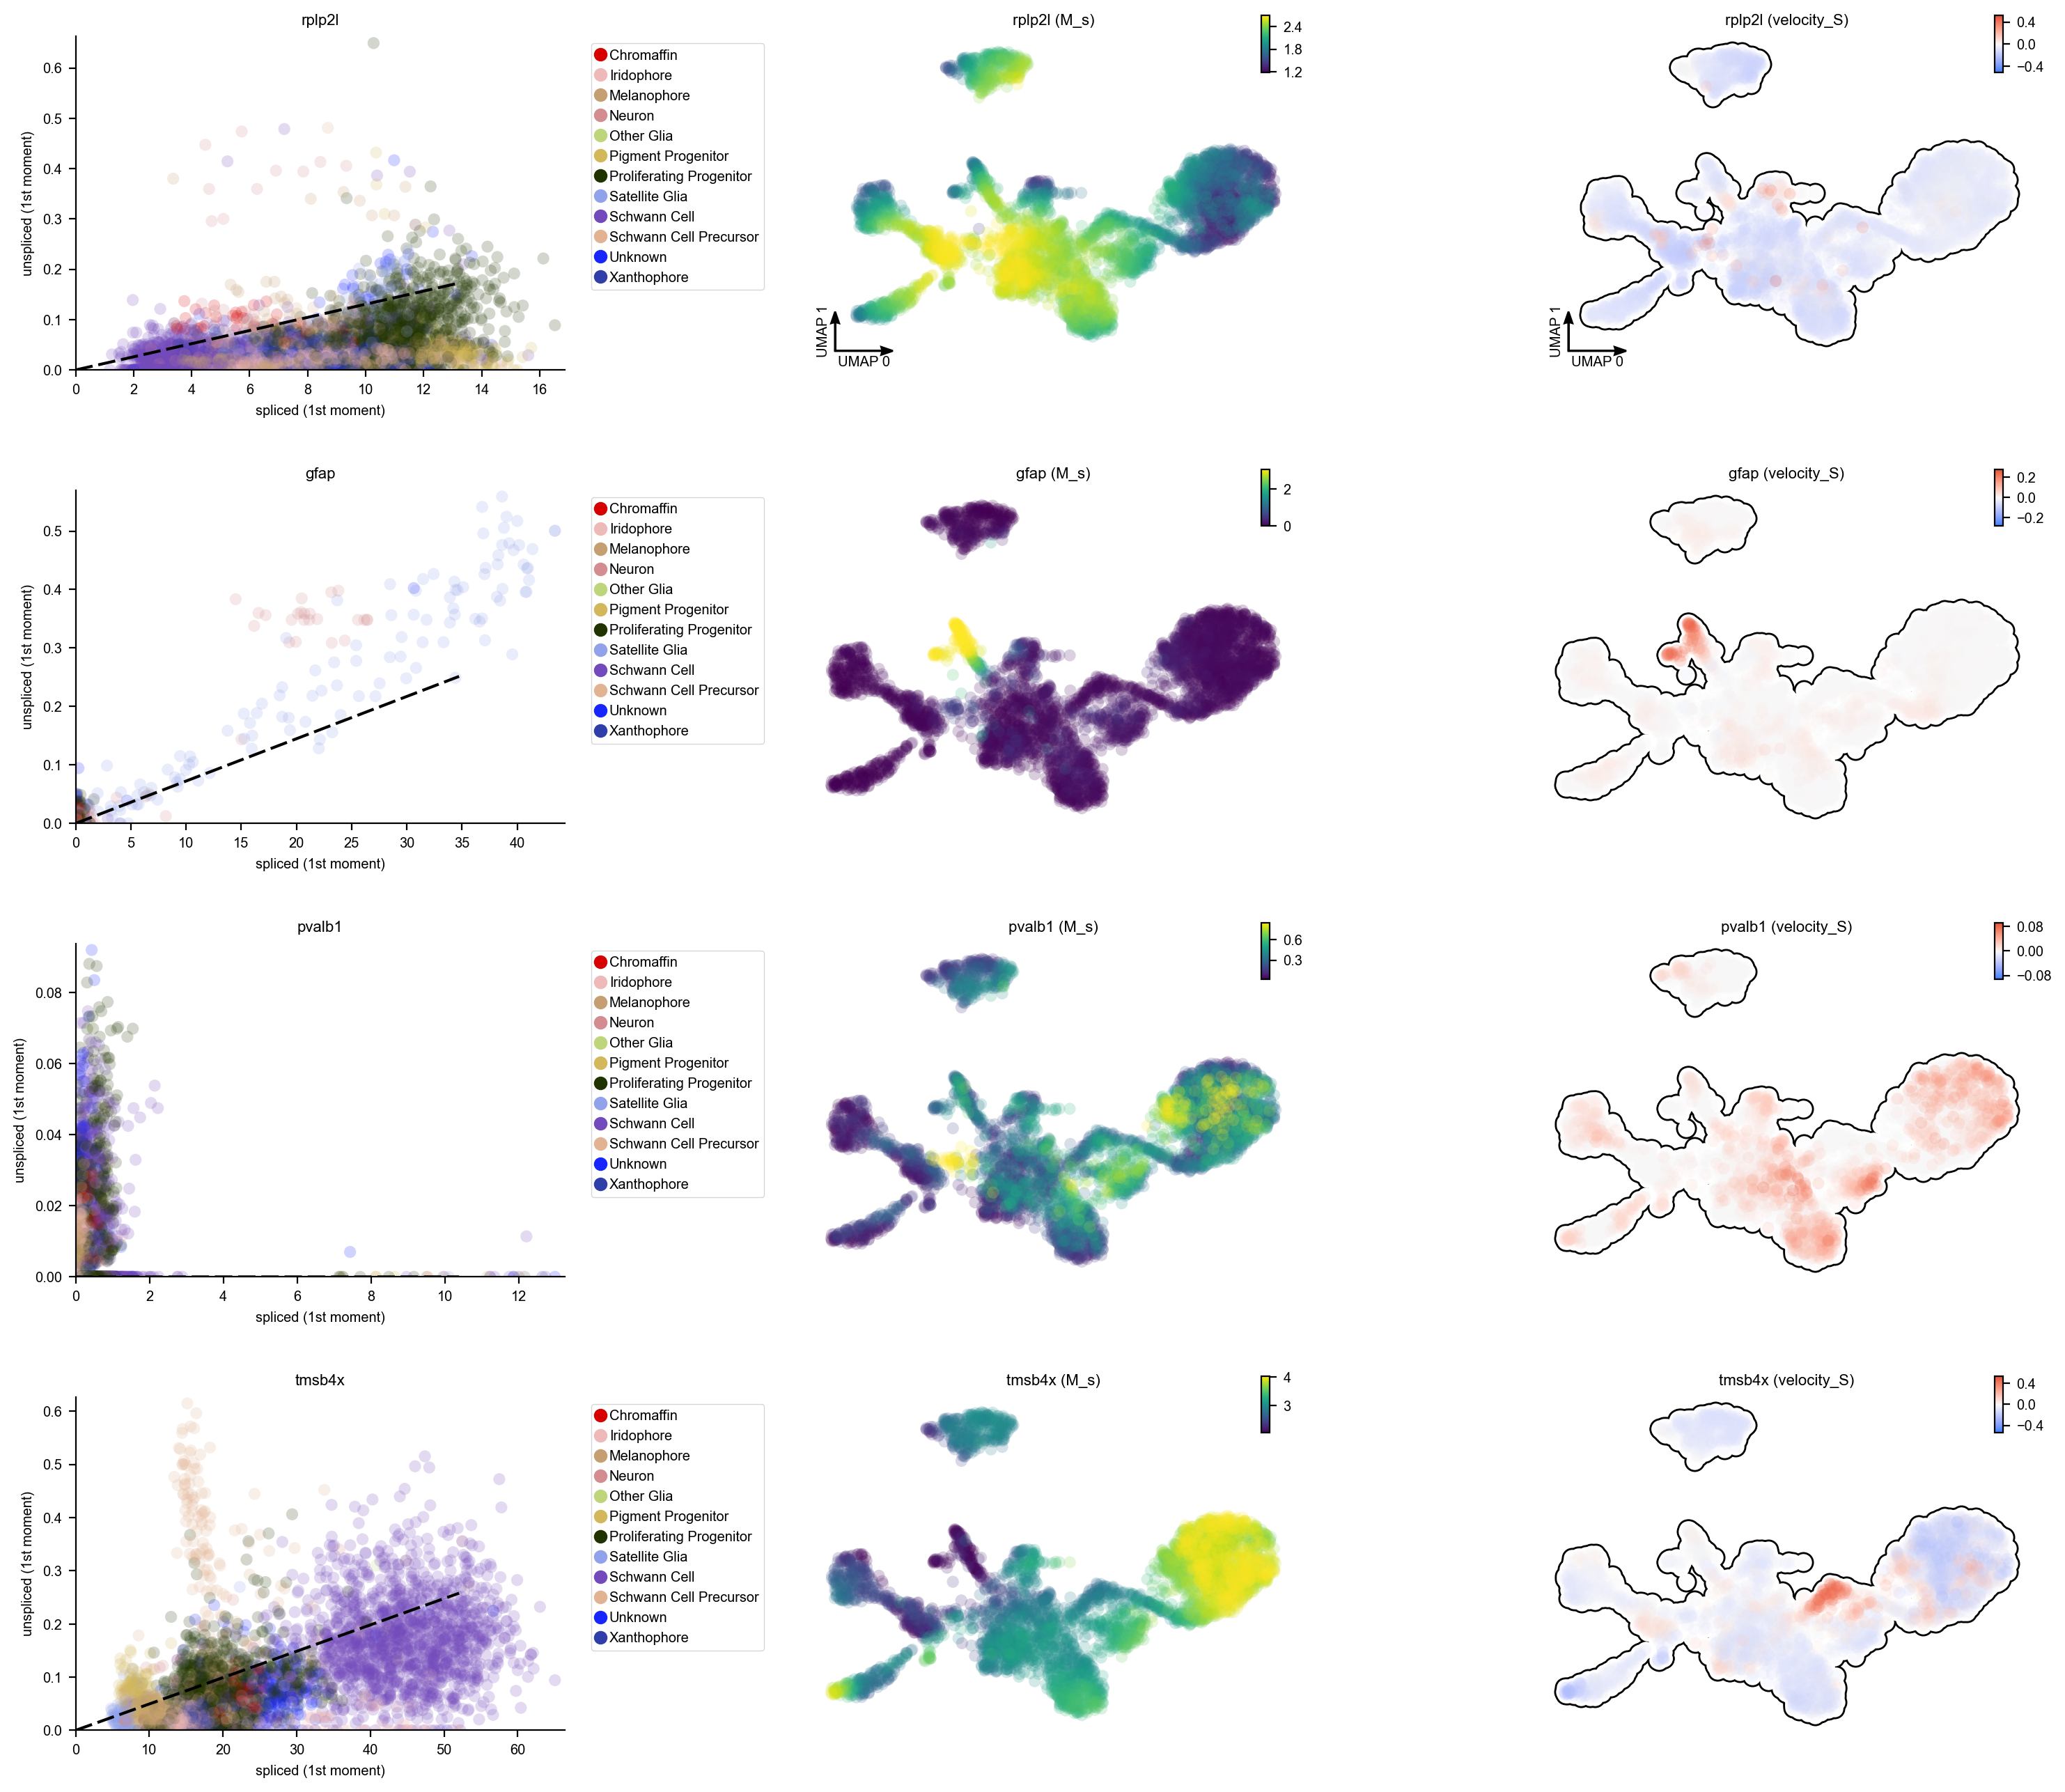 rplp2l
unspliced (1st moment)
0.6
0.5
0.4
0.3
0.2
0.1
0.0
0 2 4 6 8 10 12 14 16
spliced (1st moment)
Chromaffin
Iridophore
Melanophore
Neuron
Other Glia
Pigment Progenitor
Proliferating Progenitor
Satellite Glia
Schwann Cell
Schwann Cell Precursor
Unknown
Xanthophore
rplp2l (M_s)
2.4
1.8
1.2
UMAP 1
UMAP 0
rplp2l (velocity_S)
0.4
0.0
−0.4
UMAP 1
UMAP 0
gfap
unspliced (1st moment)
0.5
0.4
0.3
0.2
0.1
0.0
0 5 10 15 20 25 30 35 40
spliced (1st moment)
Chromaffin
Iridophore
Melanophore
Neuron
Other Glia
Pigment Progenitor
Proliferating Progenitor
Satellite Glia
Schwann Cell
Schwann Cell Precursor
Unknown
Xanthophore
gfap (M_s)
2
0
gfap (velocity_S)
0.2
0.0
−0.2
pvalb1
unspliced (1st moment)
0.08
0.06
0.04
0.02
0.00
0 2 4 6 8 10 12
spliced (1st moment)
Chromaffin
Iridophore
Melanophore
Neuron
Other Glia
Pigment Progenitor
Proliferating Progenitor
Satellite Glia
Schwann Cell
Schwann Cell Precursor
Unknown
Xanthophore
pvalb1 (M_s)
0.6
0.3
pvalb1 (velocity_S)
0.08
0.00
−0.08
tmsb4x
unspliced (1st moment)
0.6
0.5
0.4
0.3
0.2
0.1
0.0
0 10 20 30 40 50 60
spliced (1st moment)
Chromaffin
Iridophore
Melanophore
Neuron
Other Glia
Pigment Progenitor
Proliferating Progenitor
Satellite Glia
Schwann Cell
Schwann Cell Precursor
Unknown
Xanthophore
tmsb4x (M_s)
4
3
tmsb4x (velocity_S)
0.4
0.0
−0.4